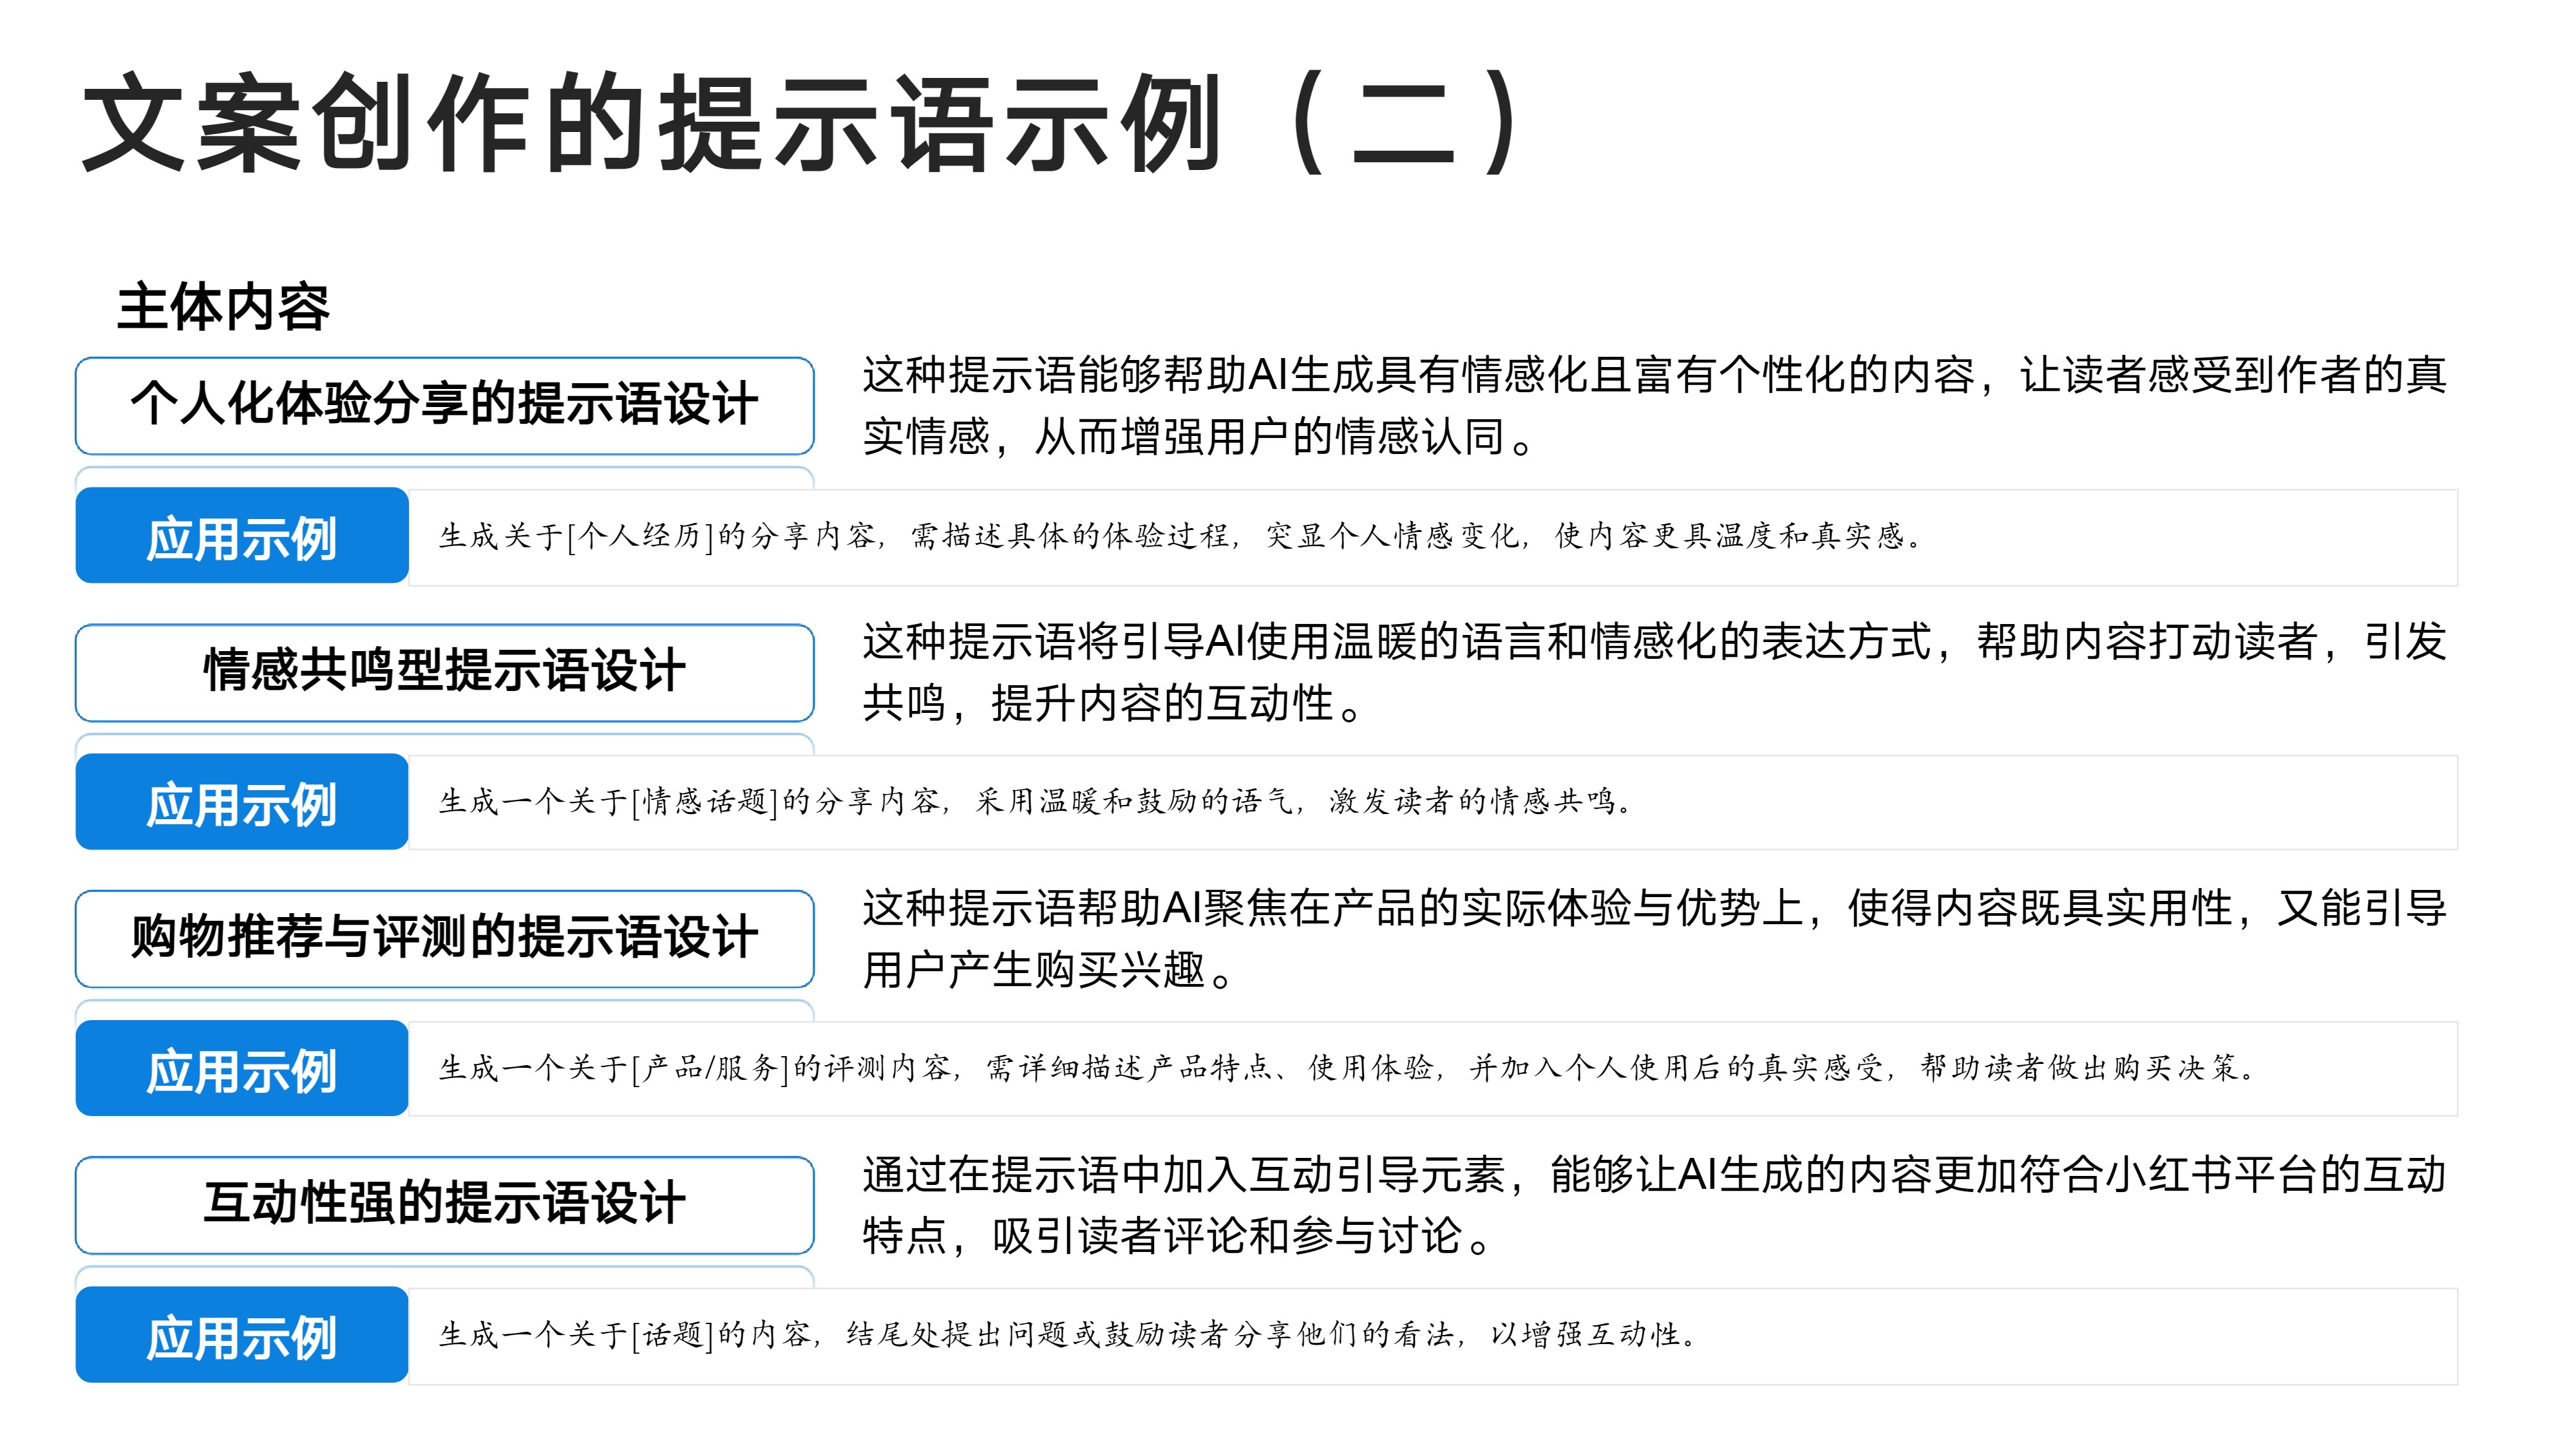 文案创作的提示语示例（二）
主体内容
个人化体验分享的提示语设计
这种提示语能够帮助AI生成具有情感化且富有个性化的内容，让读者感受到作者的真
实情感，从而增强用户的情感认同。
应用示例
生成关于[个人经历]的分享内容，需描述具体的体验过程，突显个人情感变化，使内容更具温度和真实感。
情感共鸣型提示语设计
这种提示语将引导AI使用温暖的语言和情感化的表达方式，帮助内容打动读者，引发
共鸣，提升内容的互动性。
应用示例
生成一个关于[情感话题]的分享内容，采用温暖和鼓励的语气，激发读者的情感共鸣。
购物推荐与评测的提示语设计
这种提示语帮助AI聚焦在产品的实际体验与优势上，使得内容既具实用性，又能引导
用户产生购买兴趣。
应用示例
生成一个关于[产品/服务]的评测内容，需详细描述产品特点、使用体验，并加入个人使用后的真实感受，帮助读者做出购买决策。
互动性强的提示语设计
通过在提示语中加入互动引导元素，能够让AI生成的内容更加符合小红书平台的互动
特点，吸引读者评论和参与讨论。
应用示例
生成一个关于[话题]的内容，结尾处提出问题或鼓励读者分享他们的看法，以增强互动性。